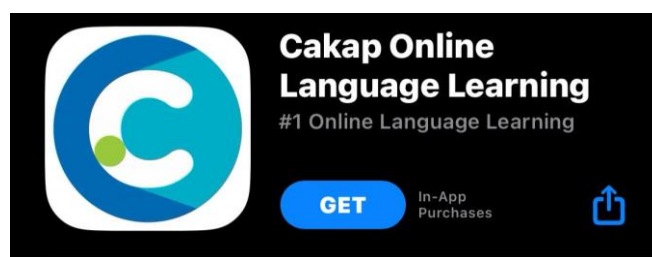 Cakap Online
Language Learning
#1 Online Language Learning
GET
In-App
Purchases